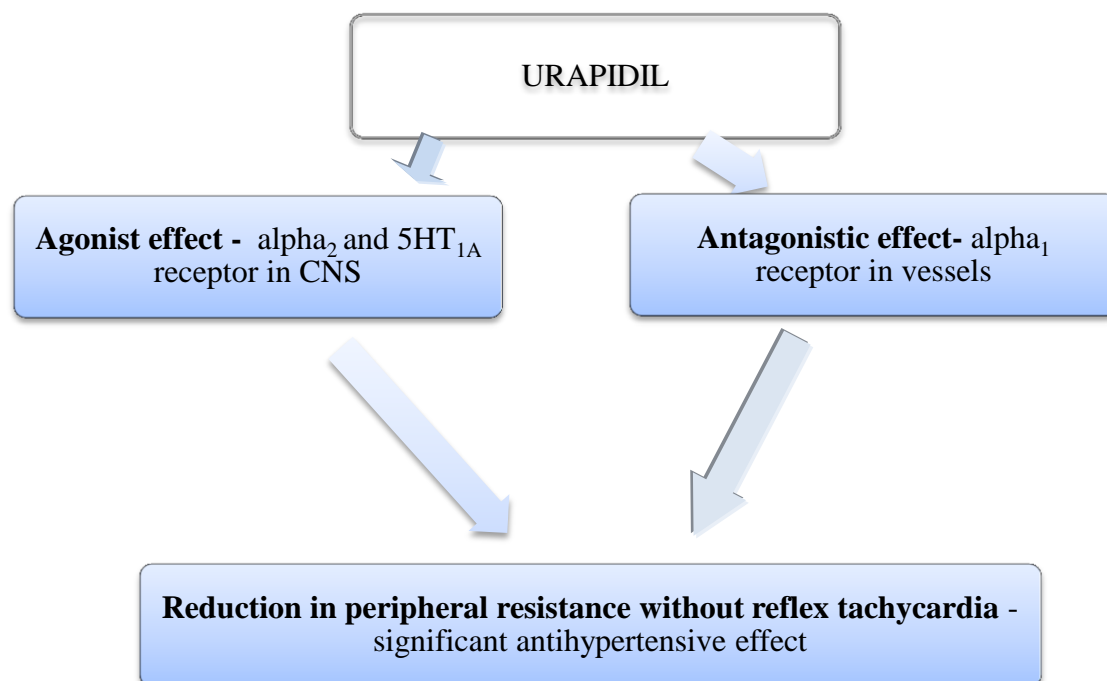 URAPIDIL
Agonist effect - alpha₂ and 5HT₁A
receptor in CNS
Antagonistic effect- alpha₁
receptor in vessels
Reduction in peripheral resistance without reflex tachycardia -
significant antihypertensive effect